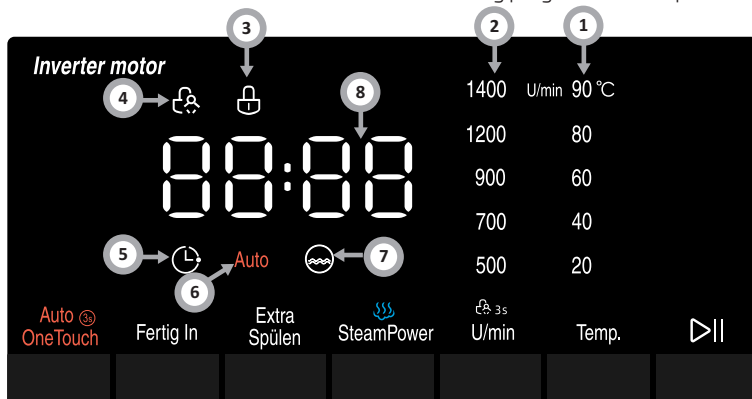 3
2
1
Inverter motor
4
8
1400 U/min 90 °C
1200 80
88:88
900 60
700 40
5
Auto
7
500 20
6
Auto 3s
OneTouch
Fertig In
Extra
Spülen
SteamPower
3s
U/min
Temp.